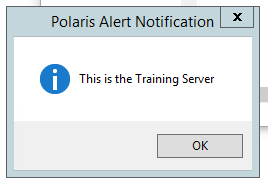 Polaris Alert Notification
x
This is the Training Server
OK